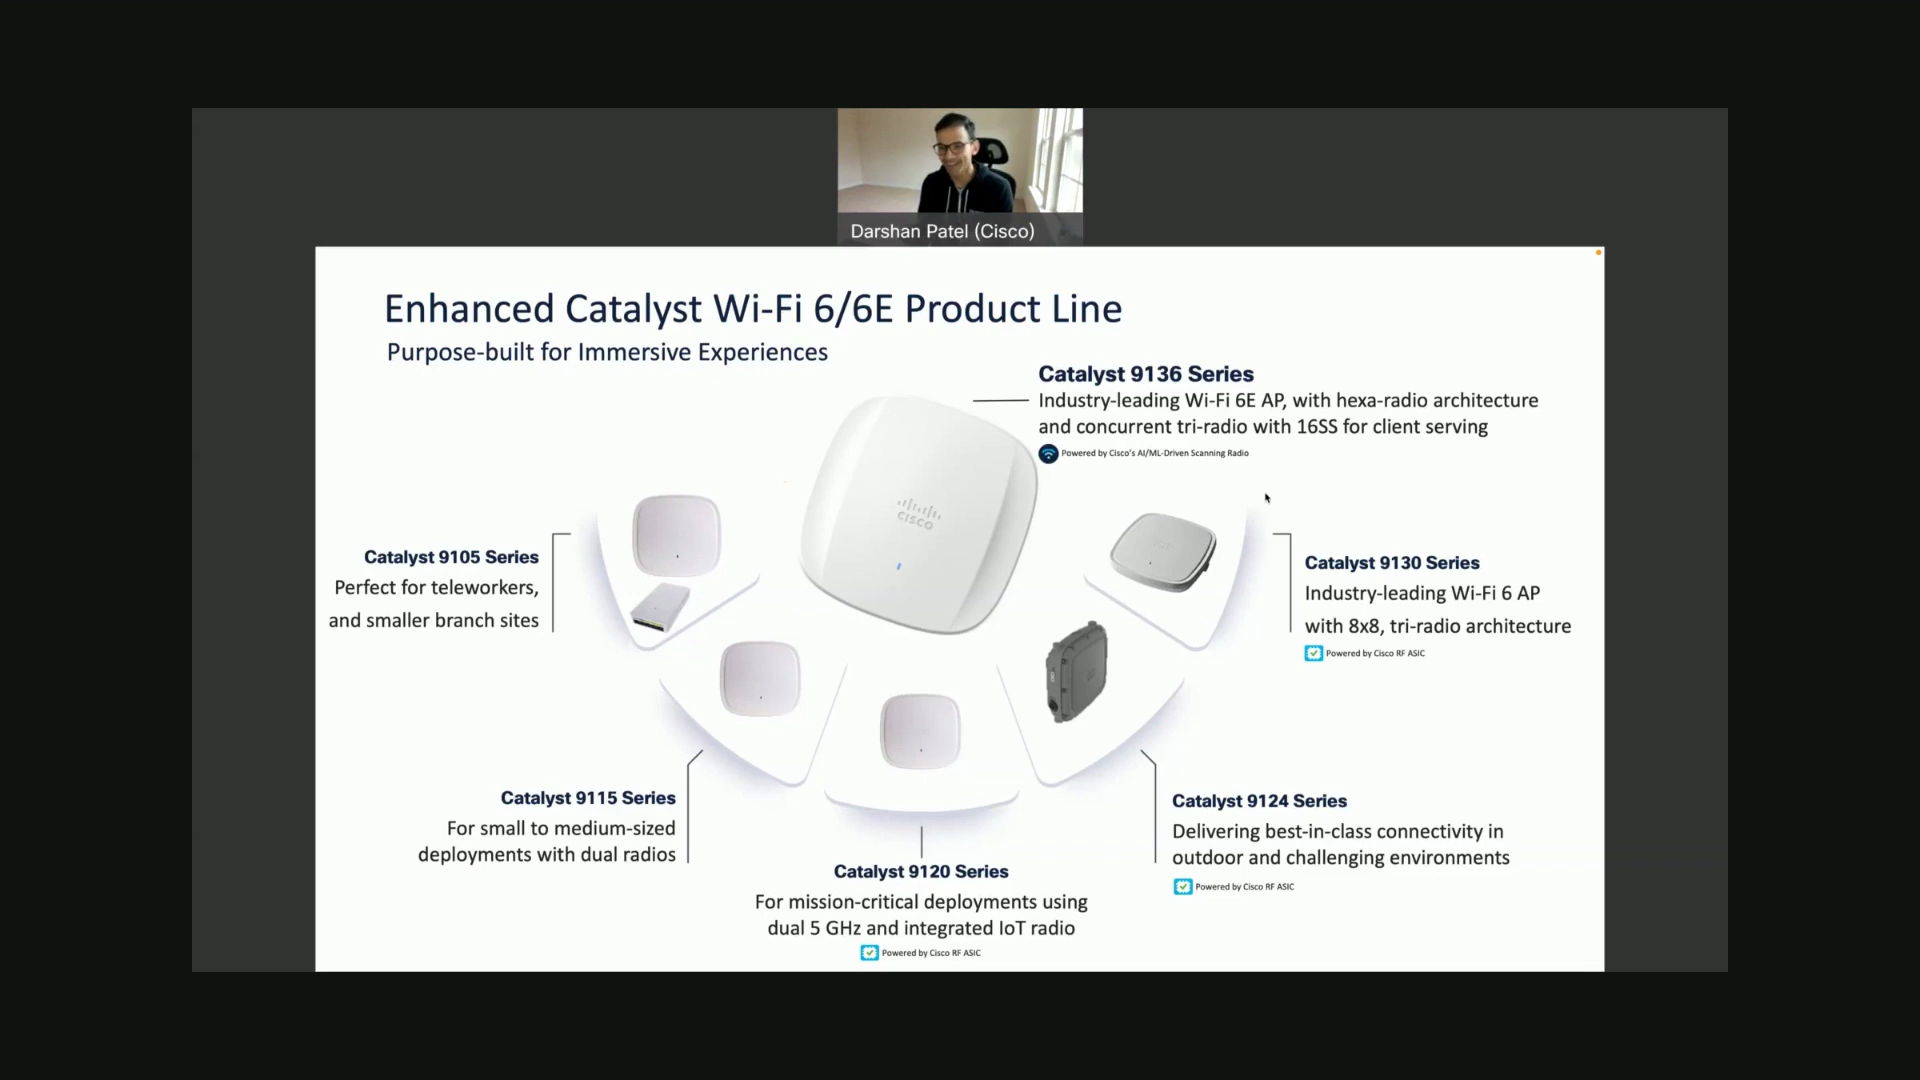 Darshan Patel (Cisco)
Enhanced Catalyst Wi-Fi 6/6E Product Line
Purpose-built for Immersive Experiences
Catalyst 9136 Series
Industry-leading Wi-Fi 6E AP, with hexa-radio architecture
and concurrent tri-radio with 16SS for client serving
Powered by Cisco's AI/ML-Driven Scanning Radio
CISCO
Catalyst 9105 Series
Perfect for teleworkers,
and smaller branch sites
Catalyst 9130 Series
Industry-leading Wi-Fi 6 AP
with 8x8, tri-radio architecture
Powered by Cisco RF ASIC
Catalyst 9115 Series
For small to medium-sized
deployments with dual radios
Catalyst 9120 Series
For mission-critical deployments using
dual 5 GHz and integrated IoT radio
Powered by Cisco RF ASIC
Catalyst 9124 Series
Delivering best-in-class connectivity in
outdoor and challenging environments
Powered by Cisco RF ASIC